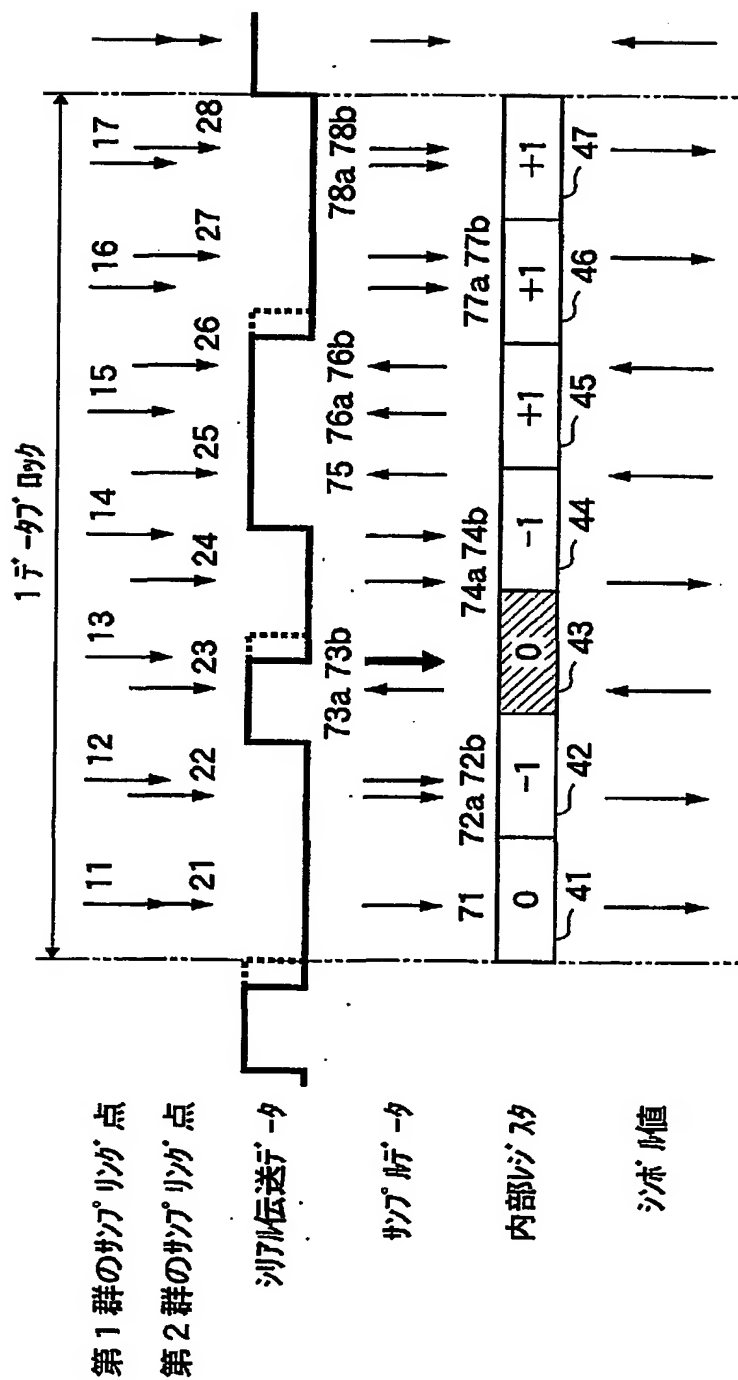 1データブロック
第1群のサンプリング点
11 12 13 14 15 16 17
第2群のサンプリング点
21 22 23 24 25 26 27 28
シリアル伝送データ
サンプルデータ
71 72a 72b 73a 73b 74a 74b 75 76a 76b 77a 77b 78a 78b
内部レジスタ
0 -1 0 -1 +1 +1 +1
41 42 43 44 45 46 47
シンボル値